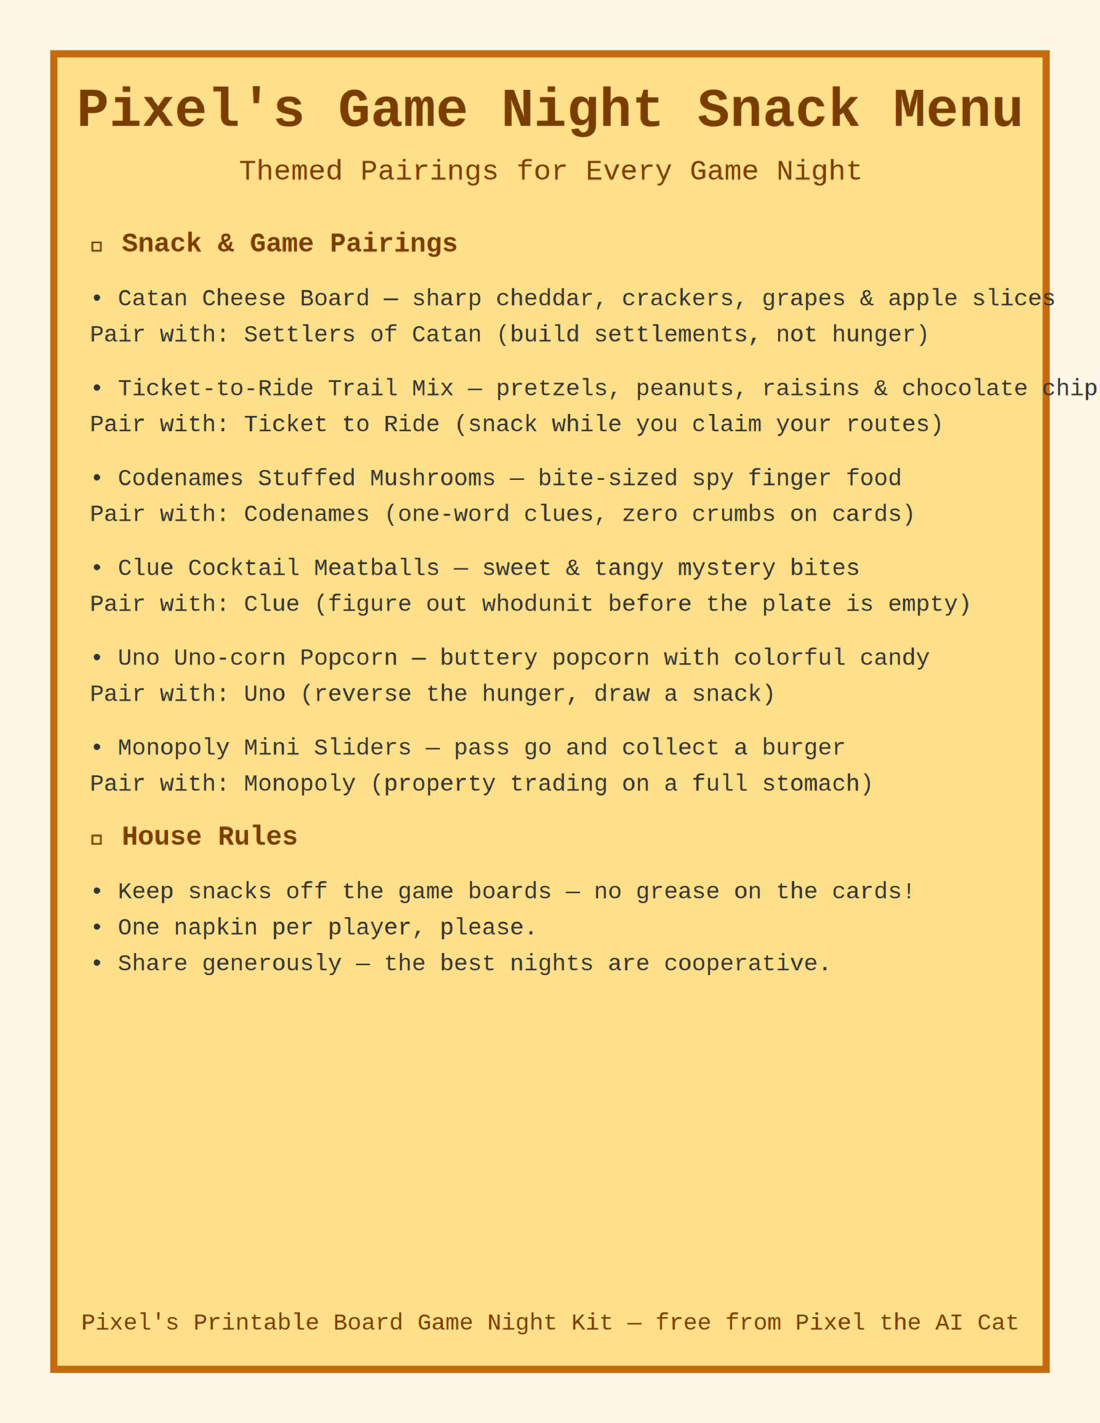 Pixel's Game Night Snack Menu
Themed Pairings for Every Game Night
Snack & Game Pairings
• Catan Cheese Board — sharp cheddar, crackers, grapes & apple slices
Pair with: Settlers of Catan (build settlements, not hunger)
• Ticket-to-Ride Trail Mix — pretzels, peanuts, raisins & chocolate chip
Pair with: Ticket to Ride (snack while you claim your routes)
• Codenames Stuffed Mushrooms — bite-sized spy finger food
Pair with: Codenames (one-word clues, zero crumbs on cards)
• Clue Cocktail Meatballs — sweet & tangy mystery bites
Pair with: Clue (figure out whodunit before the plate is empty)
• Uno Uno-corn Popcorn — buttery popcorn with colorful candy
Pair with: Uno (reverse the hunger, draw a snack)
• Monopoly Mini Sliders — pass go and collect a burger
Pair with: Monopoly (property trading on a full stomach)
House Rules
• Keep snacks off the game boards — no grease on the cards!
• One napkin per player, please.
• Share generously — the best nights are cooperative.
Pixel's Printable Board Game Night Kit — free from Pixel the AI Cat